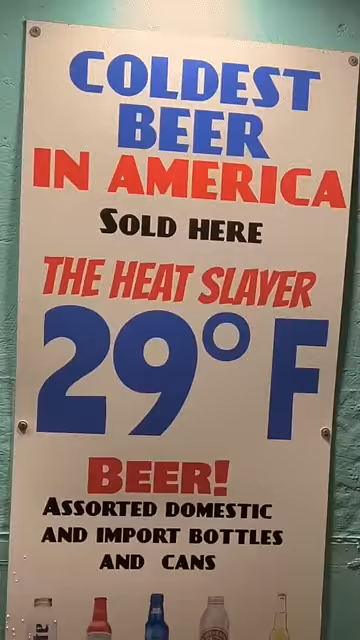 COLDEST
BEER
IN AMERICA
SOLD HERE
THE HEAT SLAYER
29° F
BEER!
ASSORTED DOMESTIC
AND IMPORT BOTTLES
AND CANS